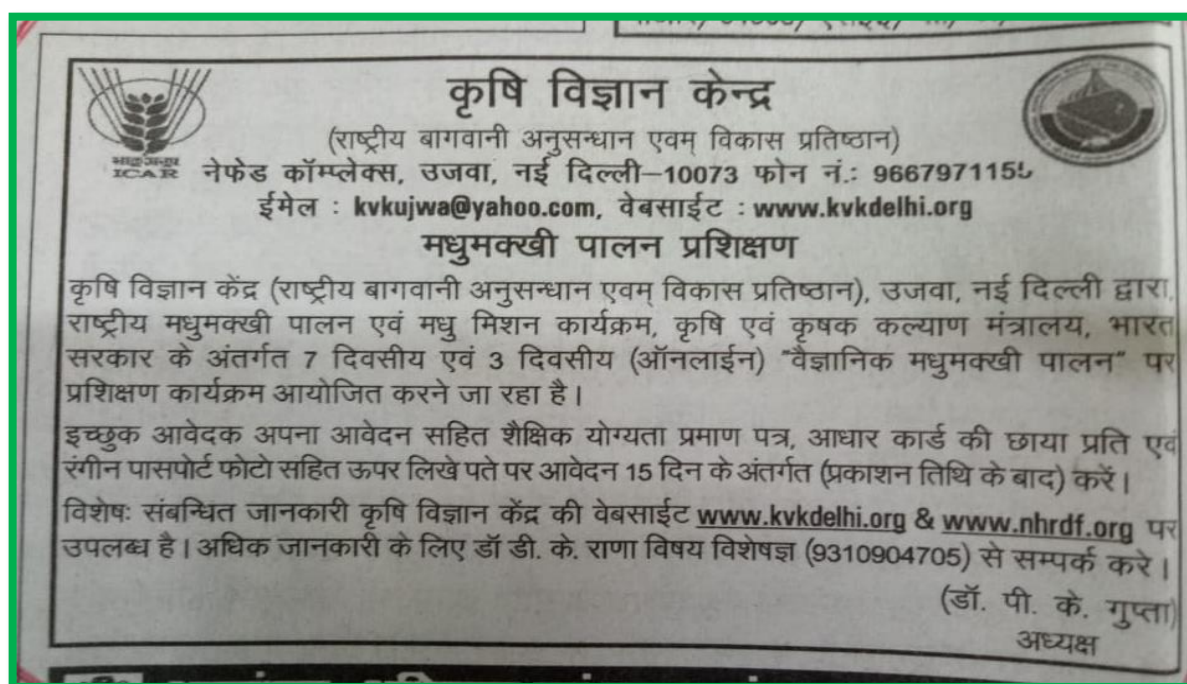 कृषि विज्ञान केन्द्र
(राष्ट्रीय बागवानी अनुसन्धान एवम् विकास प्रतिष्ठान)
भाकृअनुप
ICAR
नेफेड कॉम्प्लेक्स, उजवा, नई दिल्ली–10073 फोन नं.: 9667971155
ईमेल : kvkujwa@yahoo.com, वेबसाईट : www.kvkdelhi.org
मधुमक्खी पालन प्रशिक्षण
कृषि विज्ञान केंद्र (राष्ट्रीय बागवानी अनुसन्धान एवम् विकास प्रतिष्ठान), उजवा, नई दिल्ली द्वारा,
राष्ट्रीय मधुमक्खी पालन एवं मधु मिशन कार्यक्रम, कृषि एवं कृषक कल्याण मंत्रालय, भारत
सरकार के अंतर्गत 7 दिवसीय एवं 3 दिवसीय (ऑनलाईन) "वैज्ञानिक मधुमक्खी पालन" पर
प्रशिक्षण कार्यक्रम आयोजित करने जा रहा है।
इच्छुक आवेदक अपना आवेदन सहित शैक्षिक योग्यता प्रमाण पत्र, आधार कार्ड की छाया प्रति एवं
रंगीन पासपोर्ट फोटो सहित ऊपर लिखे पते पर आवेदन 15 दिन के अंतर्गत (प्रकाशन तिथि के बाद) करें।
विशेषः संबन्धित जानकारी कृषि विज्ञान केंद्र की वेबसाईट www.kvkdelhi.org & www.nhrdf.org पर
उपलब्ध है। अधिक जानकारी के लिए डॉ डी. के. राणा विषय विशेषज्ञ (9310904705) से सम्पर्क करे।
(डॉ. पी. के. गुप्ता)
अध्यक्ष